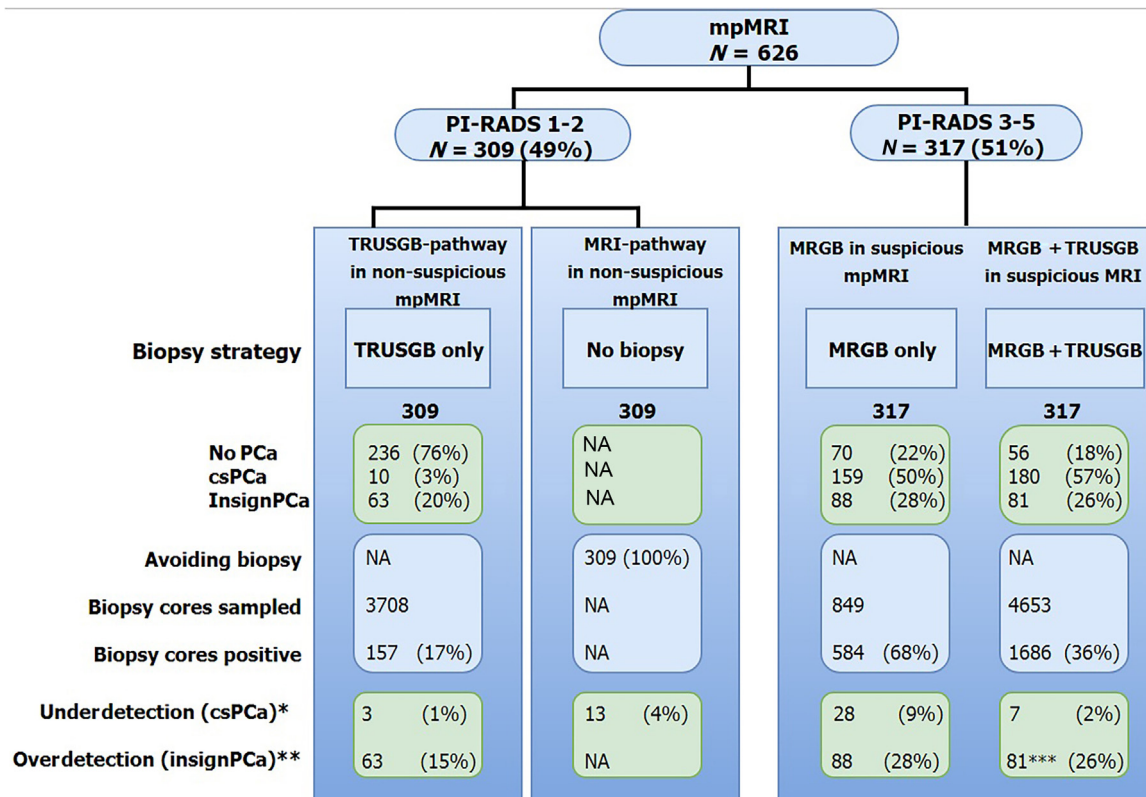 mpMRI
N = 626
PI-RADS 1-2
N = 309 (49%)
PI-RADS 3-5
N = 317 (51%)
TRUSGB-pathway
in non-suspicious
mpMRI
MRI-pathway
in non-suspicious
mpMRI
MRGB in suspicious
mpMRI
MRGB + TRUSGB
in suspicious MRI
Biopsy strategy
TRUSGB only
No biopsy
MRGB only
MRGB + TRUSGB
309
309
317
317
No PCa 236 (76%) NA 70 (22%) 56 (18%)
csPCa 10 (3%) NA 159 (50%) 180 (57%)
InsignPCa 63 (20%) NA 88 (28%) 81 (26%)
Avoiding biopsy NA 309 (100%) NA NA
Biopsy cores sampled 3708 NA 849 4653
Biopsy cores positive 157 (17%) NA 584 (68%) 1686 (36%)
Underdetection (csPCa)* 3 (1%) 13 (4%) 28 (9%) 7 (2%)
Overdetection (insignPCa)** 63 (15%) NA 88 (28%) 81*** (26%)